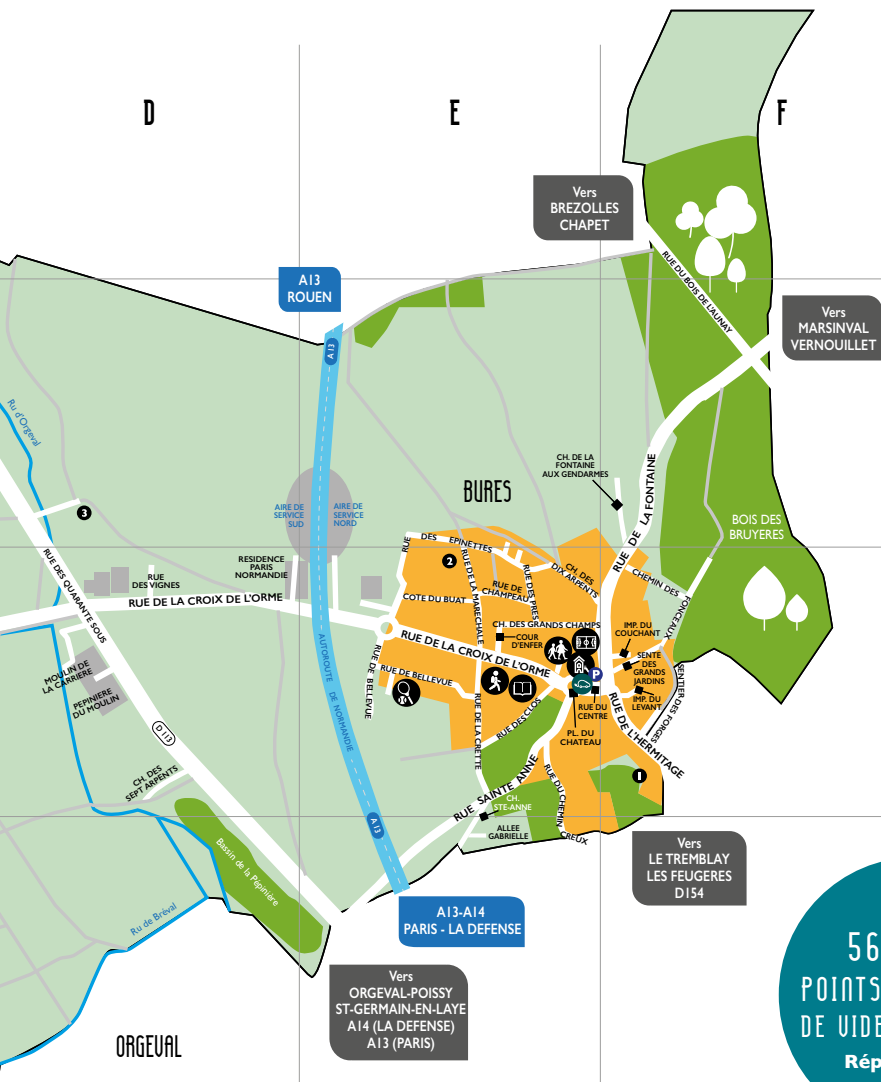 D
E
F
Vers
BREZOLLES
CHAPET
RUE DU BOIS DE L'AUNAY
A13
ROUEN
Vers
MARSINVAL
VERNOUILLET
A 13
Ru d'Orgeval
CH. DE LA
FONTAINE
AUX GENDARMES
RUE DE LA FONTAINE
BURES
3
AIRE DE
SERVICE
SUD
AIRE DE
SERVICE
NORD
BOIS DES
BRUYERES
RUE DES EPINETTES
RUE DES QUARANTE SOUS
RESIDENCE
PARIS
NORMANDIE
2
RUE DE LA MARECHALE
RUE DE
CHAMPEAU
RUE DES PRES
CH. DES
DIX ARPENTS
CHEMIN DES
FONCEAUX
RUE
DES VIGNES
RUE DE LA CROIX DE L'ORME
COTE DU BUAT
CH. DES GRANDS CHAMPS
COUR
D'ENFER
IMP. DU
COUCHANT
RUE DE LA CROIX DE L'ORME
SENTE
DES
GRANDS
JARDINS
MOULIN DE
LA CARRIERE
PEPINIERE
DU MOULIN
AUTOROUTE DE NORMANDIE
RUE DE BELLEVUE
RUE DE BELLEVUE
P
IMP. DU
LEVANT
SENTIER DES FORGES
RUE DU
CENTRE
RUE DES CLOS
RUE DE LA CRETTE
PL. DU
CHATEAU
RUE DE L'HERMITAGE
D 113
CH. DES
SEPT ARPENTS
1
RUE SAINTE ANNE
CH.
STE-ANNE
RUE DU CHEMIN
CREUX
A 13
ALLEE
GABRIELLE
Bassin de la Pépinière
Vers
LE TREMBLAY
LES FEUGERES
D154
Ru de Bréval
A13-A14
PARIS - LA DEFENSE
Vers
ORGEVAL-POISSY
ST-GERMAIN-EN-LAYE
A14 (LA DEFENSE)
A13 (PARIS)
ORGEVAL
56
POINTS
DE VIDE
Rép